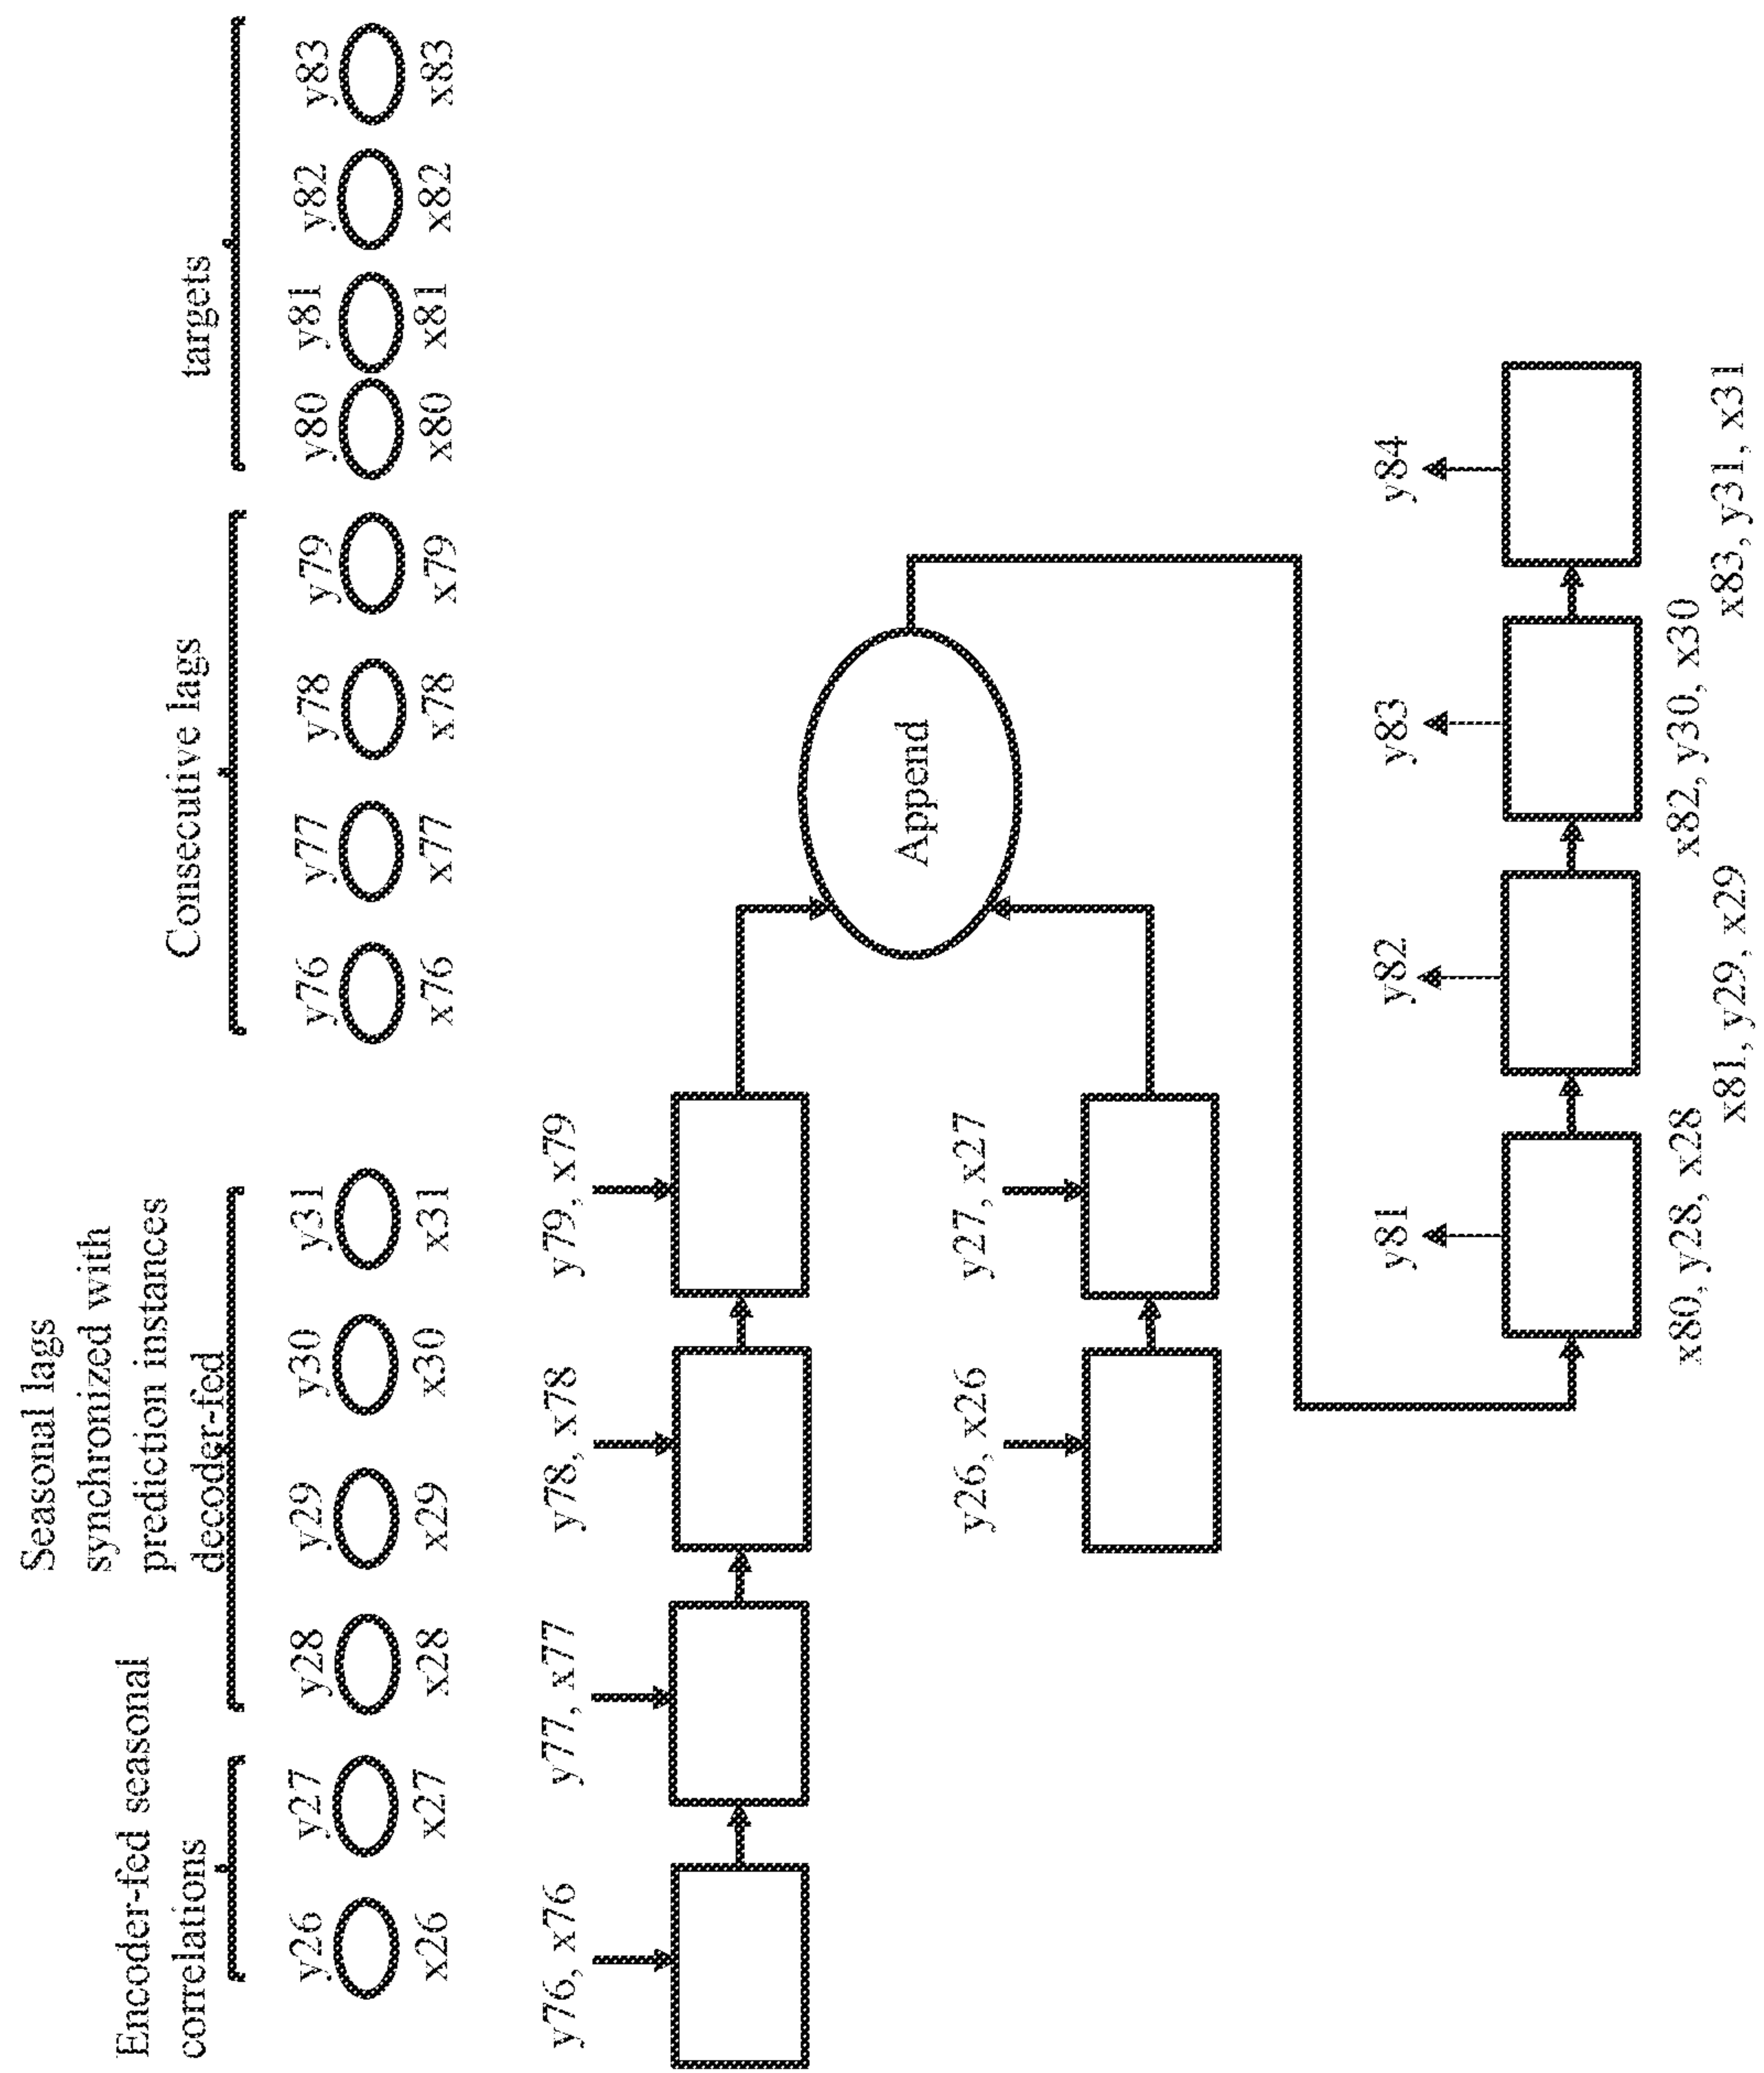 Encoder-fed seasonal
correlations
Seasonal lags
synchronized with
prediction instances
decoder-fed
Consecutive lags
targets
y26 y27 y28 y29 y30 y31 y76 y77 y78 y79 y80 y81 y82 y83
x26 x27 x28 x29 x30 x31 x76 x77 x78 x79 x80 x81 x82 x83
y76, x76 y77, x77 y78, x78 y79, x79
Append
y26, x26 y27, x27
y81 y82 y83 y84
x80, y28, x28
x81, y29, x29
x82, y30, x30
x83, y31, x31